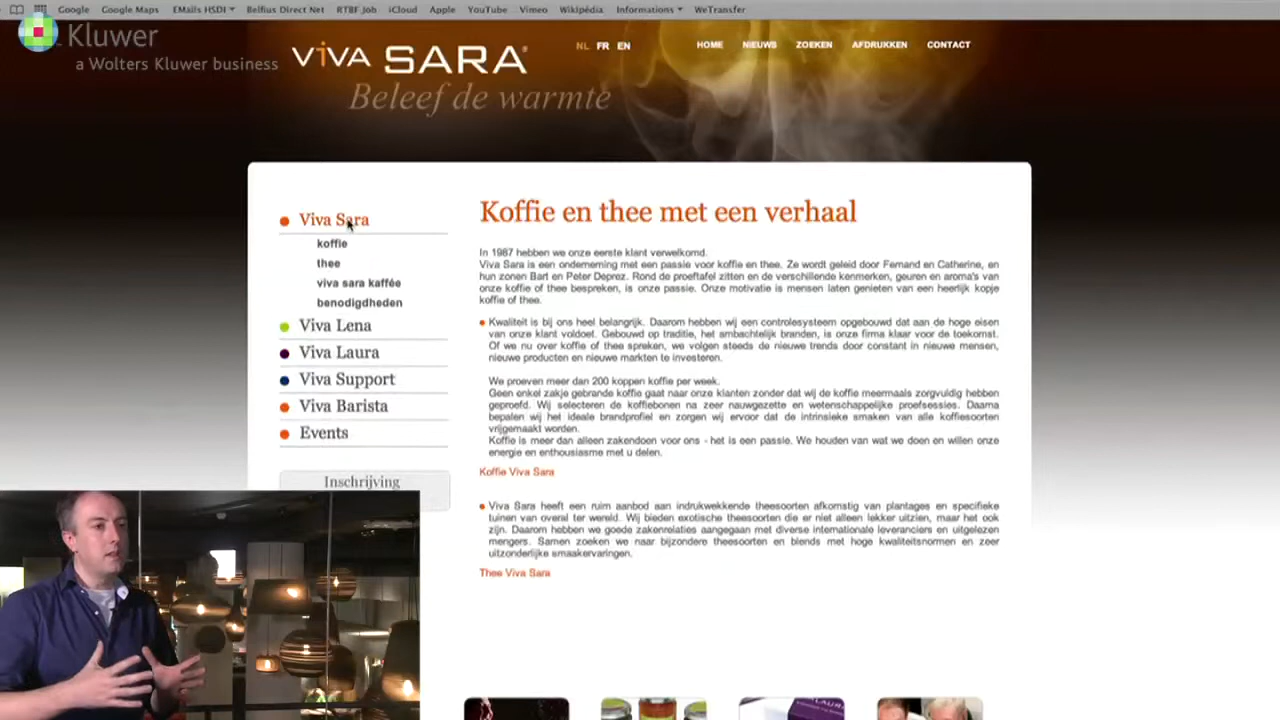 Google Google Maps EMails HSDI Belfius Direct Net RTBF Job iCloud Apple YouTube Vimeo Wikipédia Informations WeTransfer
Kluwer
a Wolters Kluwer business
VIVA SARA®
Beleef de warmte
NL FR EN
HOME NIEUWS ZOEKEN AFDRUKKEN CONTACT
Viva Sara
koffie
thee
viva sara kaffée
benodigdheden
Viva Lena
Viva Laura
Viva Support
Viva Barista
Events
Inschrijving
Koffie en thee met een verhaal
In 1987 hebben we onze eerste klant verwelkomd.
Viva Sara is een onderneming met een passie voor koffie en thee. Ze wordt geleid door Fernand en Catherine, en
hun zonen Bart en Peter Deprez. Rond de proeftafel zitten en de verschillende kenmerken, geuren en aroma's van
onze koffie of thee bespreken, is onze passie. Onze motivatie is mensen laten genieten van een heerlijk kopje
koffie of thee.
Kwaliteit is bij ons heel belangrijk. Daarom hebben wij een controlesysteem opgebouwd dat aan de hoge eisen
van onze klant voldoet. Gebouwd op traditie, het ambachtelijk branden, is onze firma klaar voor de toekomst.
Of we nu over koffie of thee spreken, we volgen steeds de nieuwe trends door constant in nieuwe mensen,
nieuwe producten en nieuwe markten te investeren.
We proeven meer dan 200 koppen koffie per week.
Geen enkel zakje gebrande koffie gaat naar onze klanten zonder dat wij de koffie meermaals zorgvuldig hebben
geproefd. Wij selecteren de koffiebonen na zeer nauwgezette en wetenschappelijke proefsessies. Daarna
bepalen wij het ideale brandprofiel en zorgen wij ervoor dat de intrinsieke smaken van alle koffiesoorten
vrijgemaakt worden.
Koffie is meer dan alleen zakendoen voor ons - het is een passie. We houden van wat we doen en willen onze
energie en enthousiasme met u delen.
Koffie Viva Sara
Viva Sara heeft een ruim aanbod aan indrukwekkende theesoorten afkomstig van plantages en specifieke
tuinen van overal ter wereld. Wij bieden exotische theesoorten die er niet alleen lekker uitzien, maar het ook
zijn. Daarom hebben we goede zakenrelaties aangegaan met diverse internationale leveranciers en uitgelezen
mengers. Samen zoeken we naar bijzondere theesoorten en blends met hoge kwaliteitsnormen en zeer
uitzonderlijke smaakervaringen.
Thee Viva Sara
LAURA